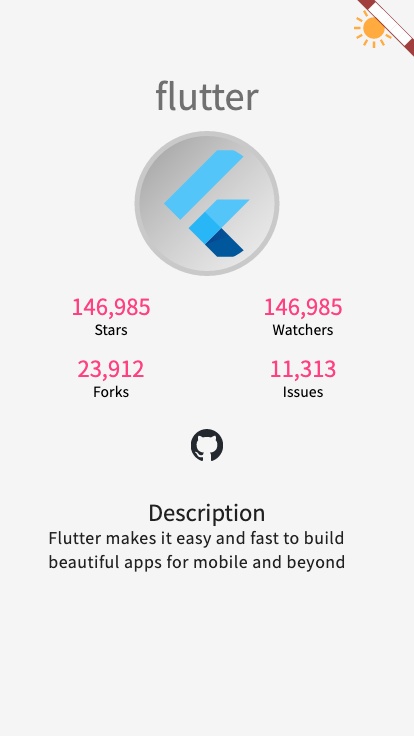 flutter
146,985
146,985
Stars
Watchers
23,912
11,313
Forks
Issues
Description
Flutter makes it easy and fast to build
beautiful apps for mobile and beyond